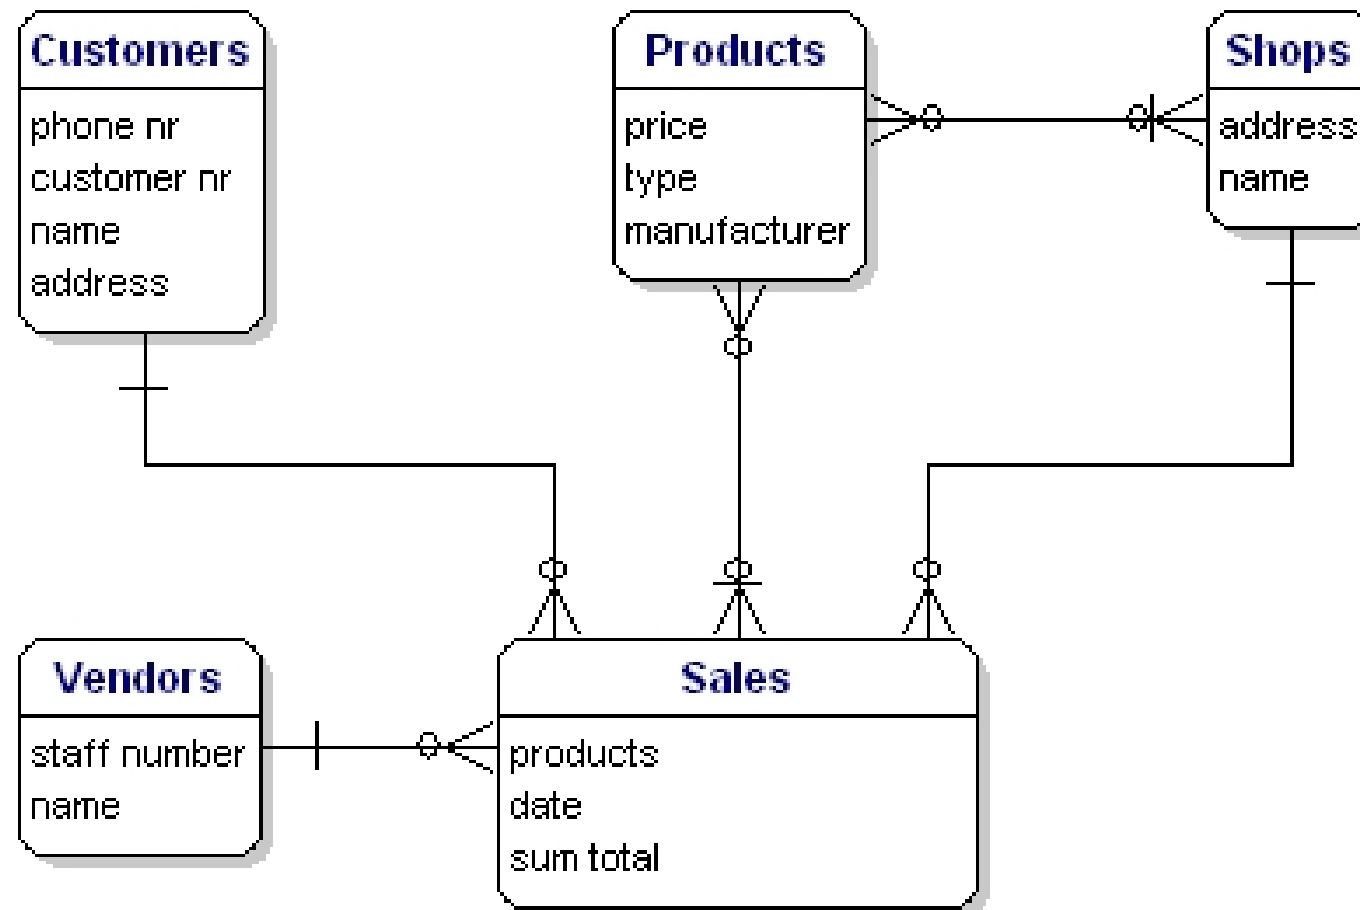 Customers
phone nr
customer nr
name
address
Products
price
type
manufacturer
Shops
address
name
Vendors
staff number
name
Sales
products
date
sum total